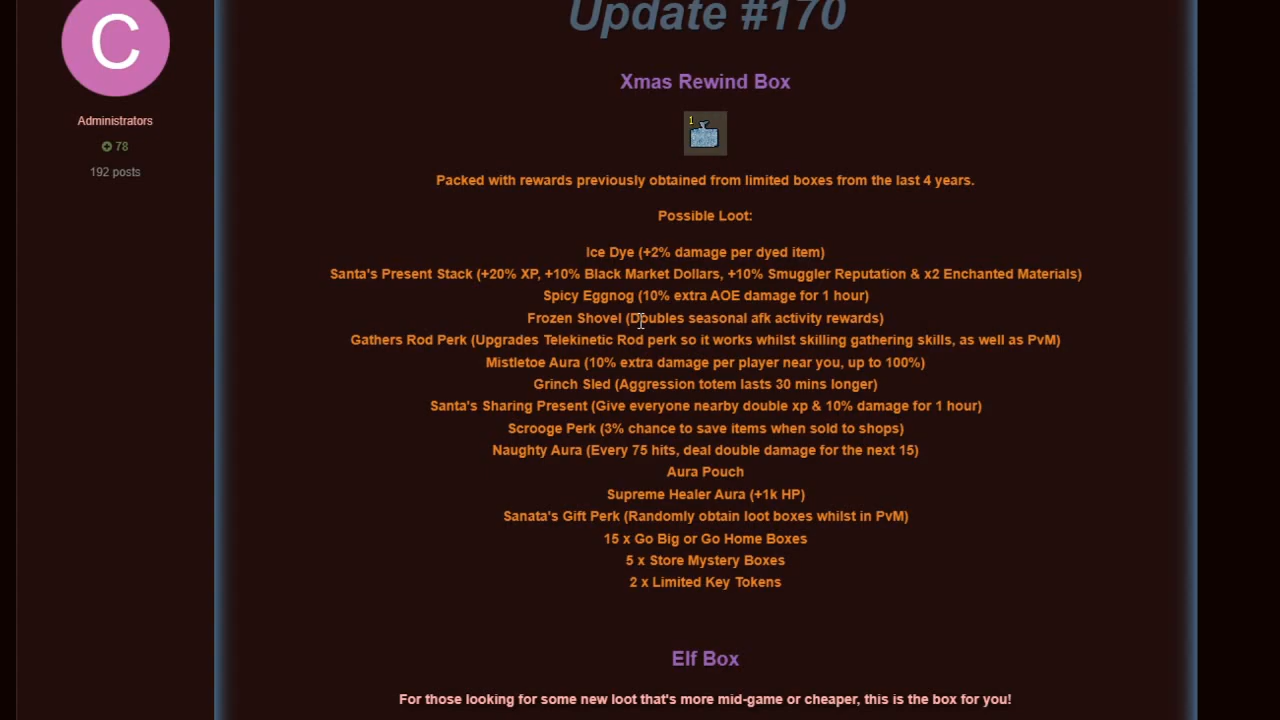 C
Administrators
78
192 posts
Update #170
Xmas Rewind Box
1
Packed with rewards previously obtained from limited boxes from the last 4 years.
Possible Loot:
Ice Dye (+2% damage per dyed item)
Santa's Present Stack (+20% XP, +10% Black Market Dollars, +10% Smuggler Reputation & x2 Enchanted Materials)
Spicy Eggnog (10% extra AOE damage for 1 hour)
Frozen Shovel (Doubles seasonal afk activity rewards)
Gathers Rod Perk (Upgrades Telekinetic Rod perk so it works whilst skilling gathering skills, as well as PvM)
Mistletoe Aura (10% extra damage per player near you, up to 100%)
Grinch Sled (Aggression totem lasts 30 mins longer)
Santa's Sharing Present (Give everyone nearby double xp & 10% damage for 1 hour)
Scrooge Perk (3% chance to save items when sold to shops)
Naughty Aura (Every 75 hits, deal double damage for the next 15)
Aura Pouch
Supreme Healer Aura (+1k HP)
Sanata's Gift Perk (Randomly obtain loot boxes whilst in PvM)
15 x Go Big or Go Home Boxes
5 x Store Mystery Boxes
2 x Limited Key Tokens
Elf Box
For those looking for some new loot that's more mid-game or cheaper, this is the box for you!